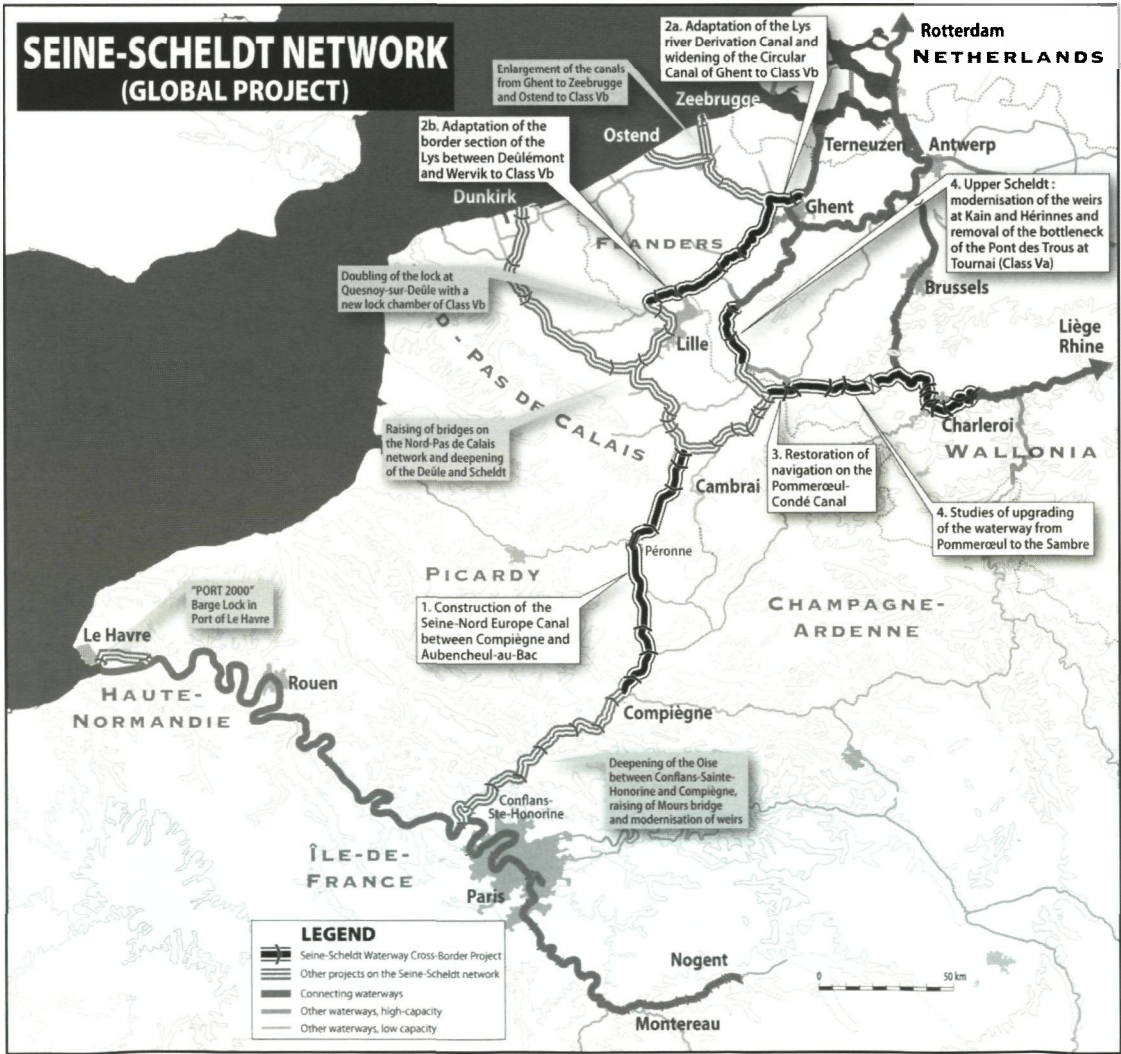 SEINE-SCHELDT NETWORK
(GLOBAL PROJECT)
2a. Adaptation of the Lys
river Derivation Canal and
widening of the Circular
Canal of Ghent to Class Vb
Rotterdam
NETHERLANDS
Enlargement of the canals
from Ghent to Zeebrugge
and Ostend to Class Vb
Zeebrugge
2b. Adaptation of the
border section of the
Lys between Deûlémont
and Wervik to Class Vb
Ostend
Terneuzen
Antwerp
4. Upper Scheldt :
modernisation of the weirs
at Kain and Hérinnes and
removal of the bottleneck
of the Pont des Trous at
Tournai (Class Va)
Dunkirk
Ghent
FLANDERS
Doubling of the lock at
Quesnoy-sur-Deûle with a
new lock chamber of Class Vb
Brussels
Lille
Liège
Rhine
D - PAS DE CALAIS
Raising of bridges on
the Nord-Pas de Calais
network and deepening
of the Deûle and Scheldt
Charleroi
WALLONIA
3. Restoration of
navigation on the
Pommerœul-
Condé Canal
Cambrai
4. Studies of upgrading
of the waterway from
Pommerœul to the Sambre
Péronne
PICARDY
"PORT 2000"
Barge Lock in
Port of Le Havre
1. Construction of the
Seine-Nord Europe Canal
between Compiègne and
Aubencheul-au-Bac
CHAMPAGNE-
ARDENNE
Le Havre
HAUTE-
NORMANDIE
Rouen
Compiègne
Deepening of the Oise
between Conflans-Sainte-
Honorine and Compiègne,
raising of Mours bridge
and modernisation of weirs
Conflans-
Ste-Honorine
ÎLE-DE-
FRANCE
Paris
LEGEND
Seine-Scheldt Waterway Cross-Border Project
Other projects on the Seine-Scheldt network
Connecting waterways
Other waterways, high-capacity
Other waterways, low capacity
Nogent
0 50 km
Montereau